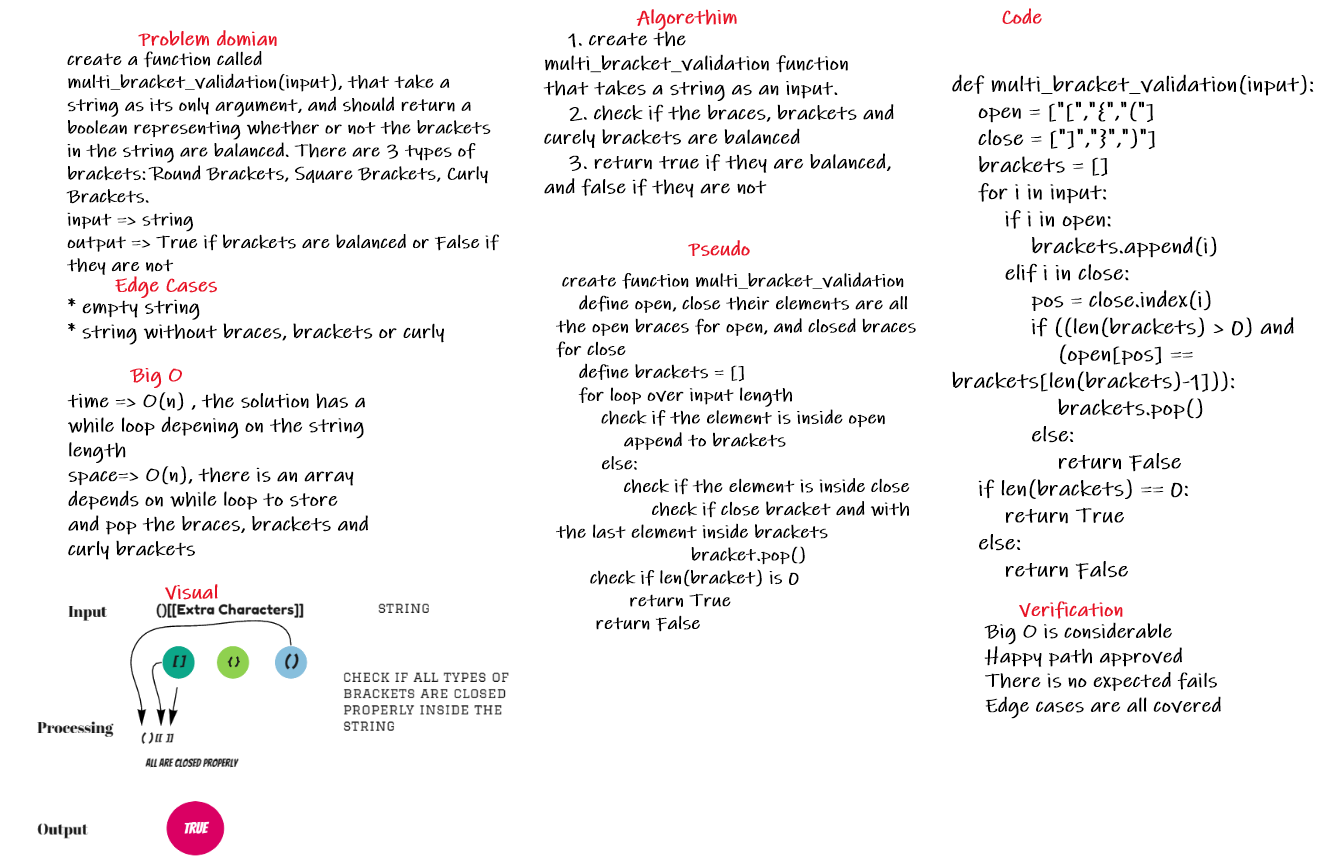 Problem domian
create a function called
multi_bracket_validation(input), that take a
string as its only argument, and should return a
boolean representing whether or not the brackets
in the string are balanced. There are 3 types of
brackets: Round Brackets, Square Brackets, Curly
Brackets.
input => string
output => True if brackets are balanced or False if
they are not
Edge Cases
* empty string
* string without braces, brackets or curly
Big O
time => O(n) , the solution has a
while loop depening on the string
length
space=> O(n), there is an array
depends on while loop to store
and pop the braces, brackets and
curly brackets
Visual
Input
()[[Extra Characters]]
STRING
[ ]
{ }
()
CHECK IF ALL TYPES OF
BRACKETS ARE CLOSED
PROPERLY INSIDE THE
STRING
Processing
( ) [[ ]]
ALL ARE CLOSED PROPERLY
Output
TRUE
Algorethim
1. create the
multi_bracket_validation function
that takes a string as an input.
2. check if the braces, brackets and
curely brackets are balanced
3. return true if they are balanced,
and false if they are not
Pseudo
create function multi_bracket_validation
define open, close their elements are all
the open braces for open, and closed braces
for close
define brackets = []
for loop over input length
check if the element is inside open
append to brackets
else:
check if the element is inside close
check if close bracket and with
the last element inside brackets
bracket.pop()
check if len(bracket) is 0
return True
return False
Code
def multi_bracket_validation(input):
open = ["[","{","("]
close = ["]","}",")"]
brackets = []
for i in input:
if i in open:
brackets.append(i)
elif i in close:
pos = close.index(i)
if ((len(brackets) > 0) and
(open[pos] ==
brackets[len(brackets)-1])):
brackets.pop()
else:
return False
if len(brackets) == 0:
return True
else:
return False
Verification
Big O is considerable
Happy path approved
There is no expected fails
Edge cases are all covered